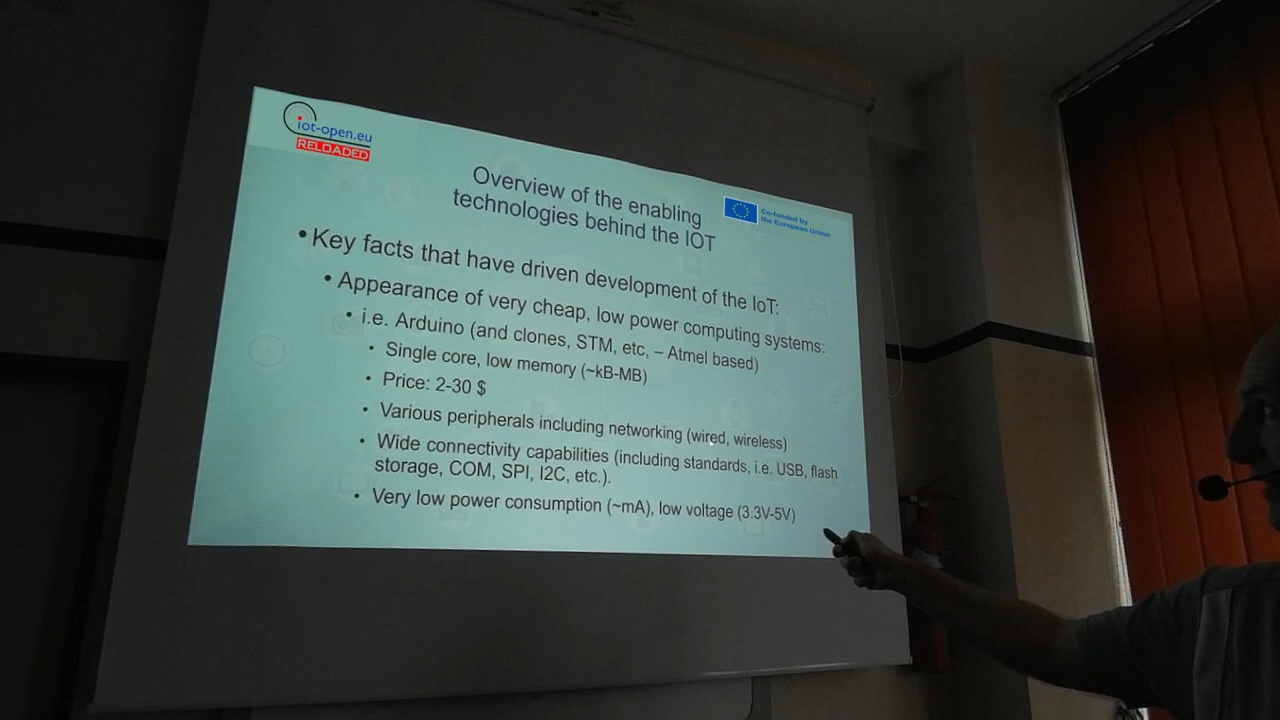 iot-open.eu
RELOADED
Overview of the enabling
technologies behind the IOT
Co-funded by
the European Union
• Key facts that have driven development of the IoT:
• Appearance of very cheap, low power computing systems:
• i.e. Arduino (and clones, STM, etc, – Atmel based)
• Single core, low memory (~kB-MB)
• Price: 2-30 $
• Various peripherals including networking (wired, wireless)
• Wide connectivity capabilities (including standards, i.e. USB, flash
storage, COM, SPI, I2C, etc.).
• Very low power consumption (~mA), low voltage (3.3V-5V)